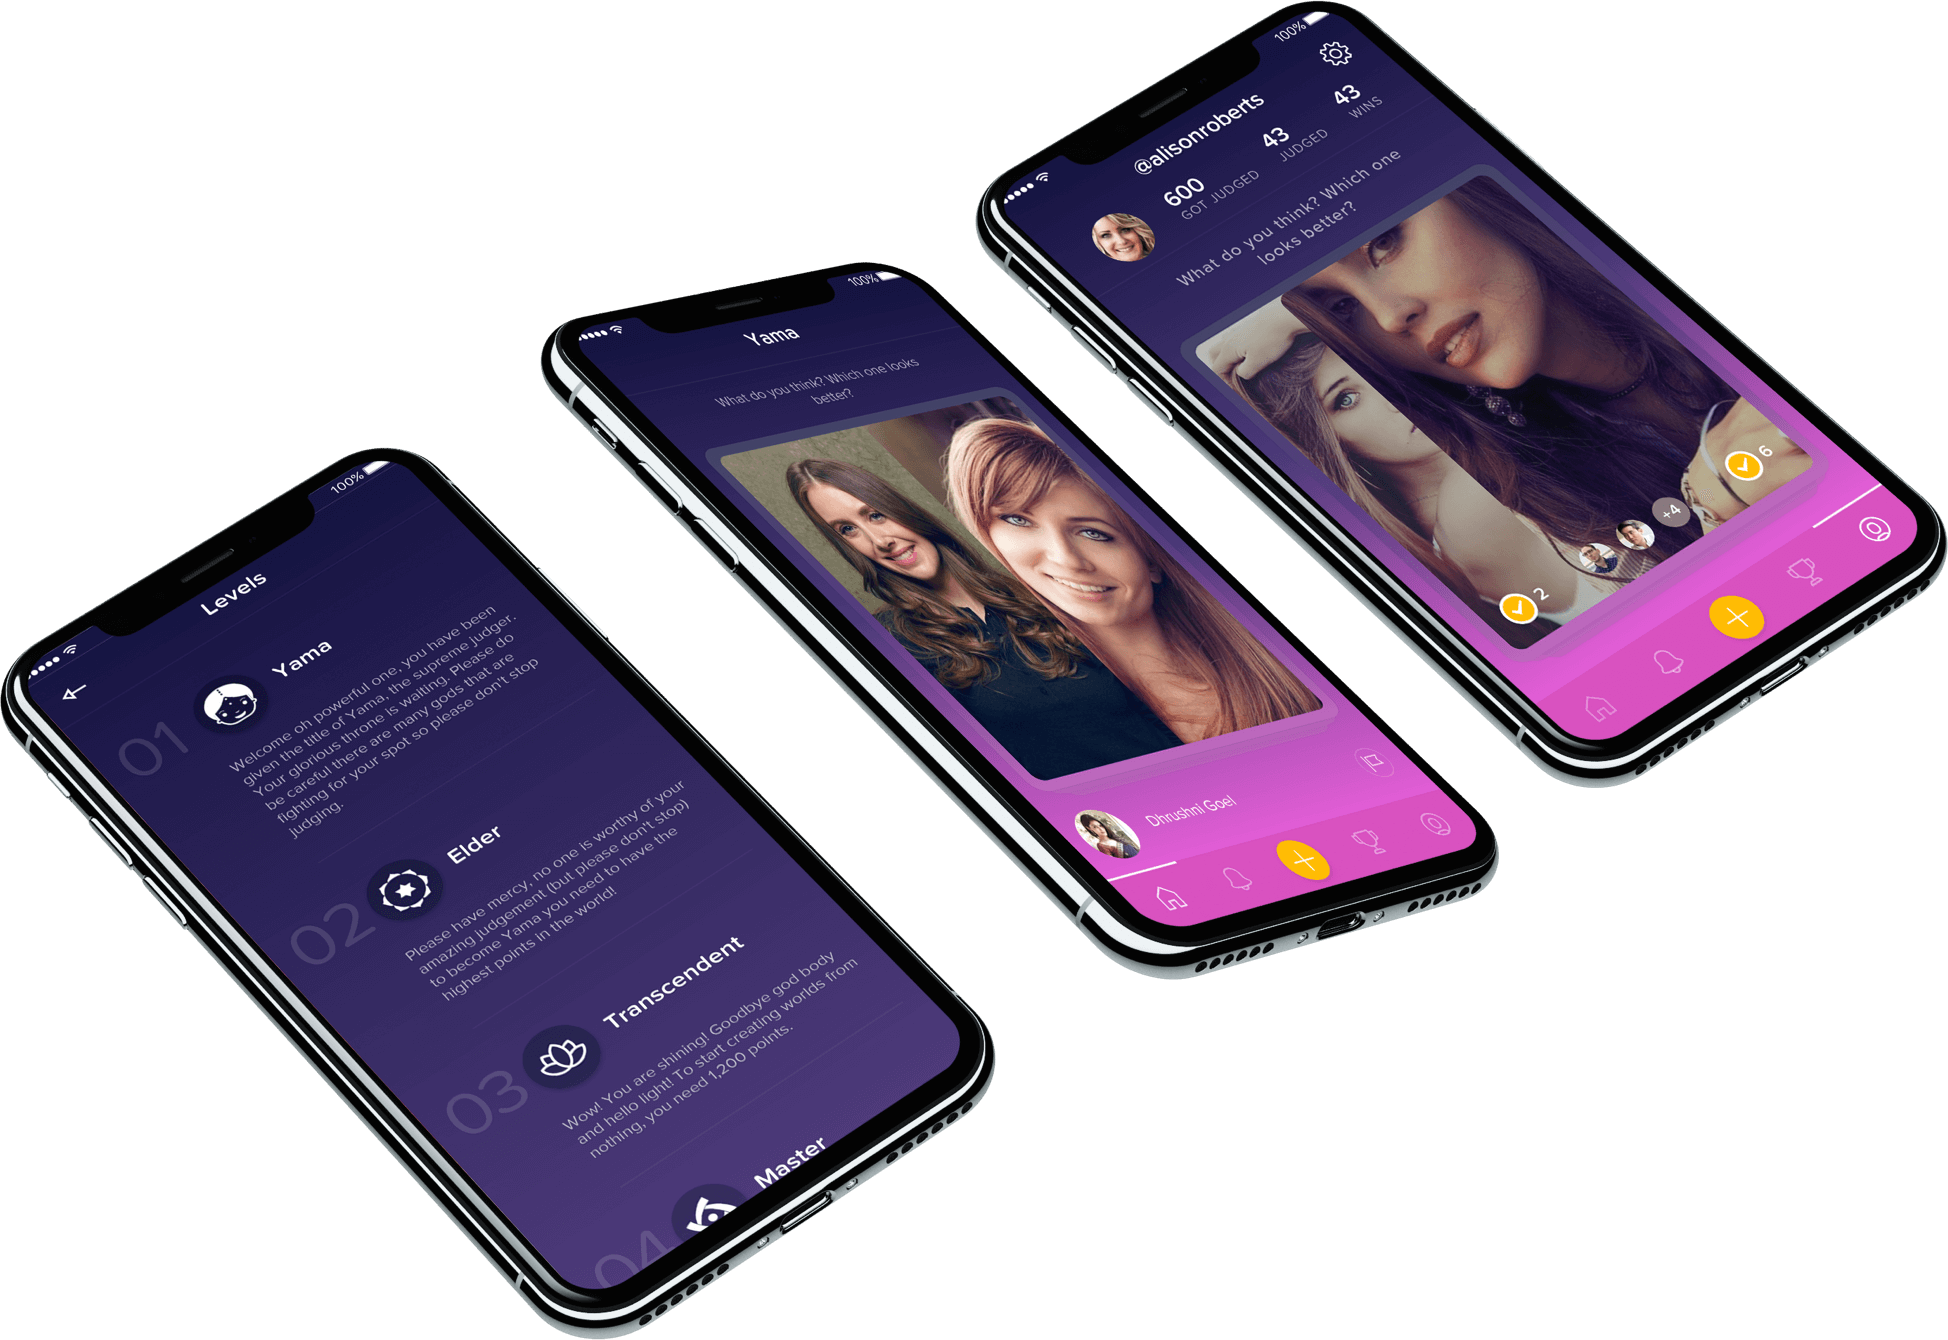 100%
Levels
01
Yama
Welcome oh powerful one, you have been
given the title of Yama, the supreme judger.
Your glorious throne is waiting. Please do
be careful there are many gods that are
fighting for your spot so please don't stop
judging.
02
Elder
Please have mercy, no one is worthy of your
amazing judgement (but please don't stop)
to become Yama you need to have the
highest points in the world!
03
Transcendent
Wow! You are shining! Goodbye god body
and hello light! To start creating worlds from
nothing, you need 1,200 points.
04
Master
100%
Yama
What do you think? Which one looks
better?
Dhrushni Goel
100%
@alisonroberts
600
GOT JUDGED
43
JUDGED
43
WINS
What do you think? Which one
looks better?
2
+4
6